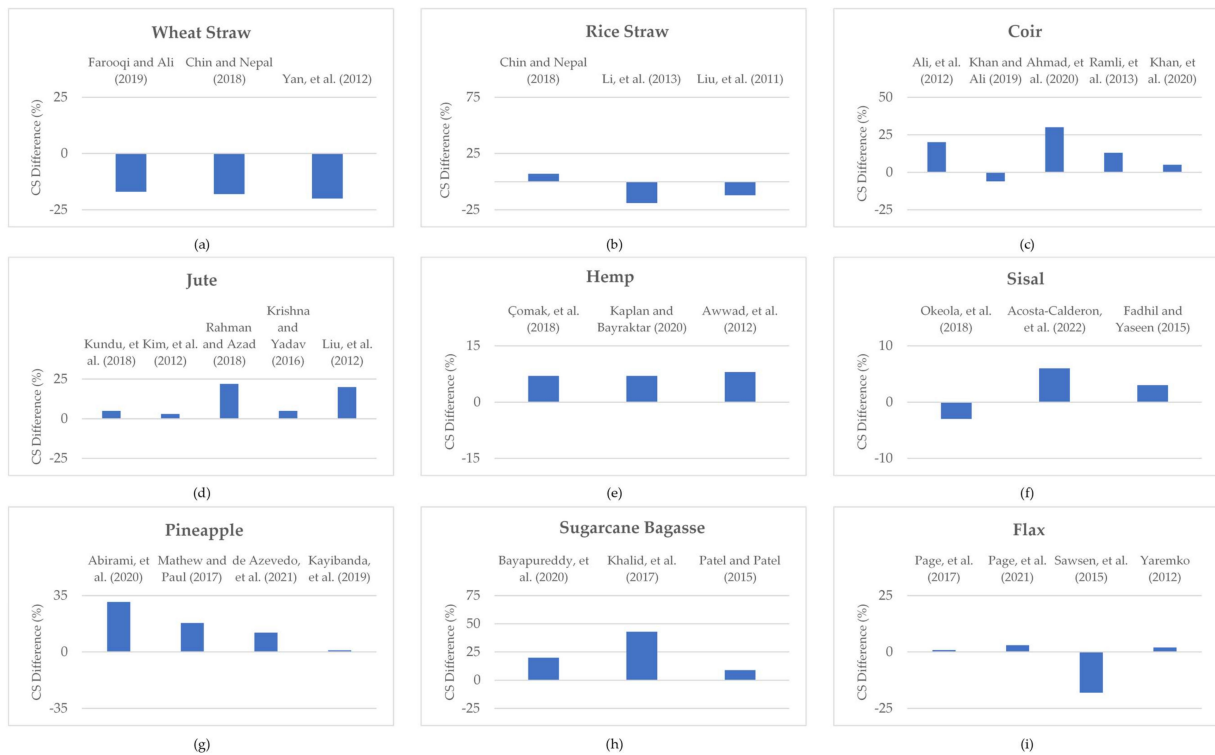 Wheat Straw
Farooqi and Ali Chin and Nepal Yan, et al. (2012)
(2019) (2018)
25
0
-25
CS Difference (%)
(a)
Rice Straw
Chin and Nepal Li, et al. (2013) Liu, et al. (2011)
(2018)
75
25
-25
CS Difference (%)
(b)
Coir
Ali, et al. Khan and Ahmad, et Ramli, et Khan, et
(2012) Ali (2019) al. (2020) al. (2013) al. (2020)
50
25
0
-25
CS Difference (%)
(c)
Jute
Krishna
Rahman and
Kundu, et Kim, et al. and Azad Yadav Liu, et al.
al. (2018) (2012) (2018) (2016) (2012)
25
0
-25
CS Difference (%)
(d)
Hemp
Çomak, et al. Kaplan and Awwad, et al.
(2018) Bayraktar (2020) (2012)
15
0
-15
CS Difference (%)
(e)
Sisal
Okeola, et al. Acosta-Calderon, Fadhil and
(2018) et al. (2022) Yaseen (2015)
10
0
-10
CS Difference (%)
(f)
Pineapple
Abirami, et Mathew and de Azevedo, Kayibanda,
al. (2020) Paul (2017) et al. (2021) et al. (2019)
35
0
-35
CS Difference (%)
(g)
Sugarcane Bagasse
Bayapureddy, Khalid, et al. Patel and Patel
et al. (2020) (2017) (2015)
75
50
25
0
-25
CS Difference (%)
(h)
Flax
Page, et al. Page, et al. Sawsen, et al. Yaremko
(2017) (2021) (2015) (2012)
25
0
-25
CS Difference (%)
(i)